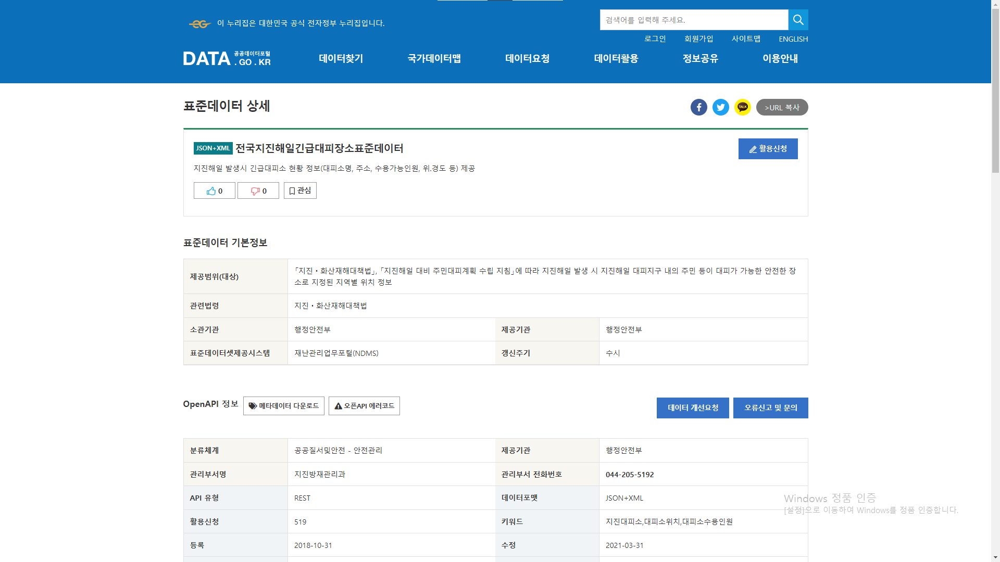 이 누리집은 대한민국 공식 전자정부 누리집입니다.
검색어를 입력해 주세요.
로그인 회원가입 사이트맵 ENGLISH
DATA 공공데이터포털 . GO . KR
데이터찾기 국가데이터맵 데이터요청 데이터활용 정보공유 이용안내
표준데이터 상세
TALK
>URL 복사
JSON+XML 전국지진해일긴급대피장소표준데이터
활용신청
지진해일 발생시 긴급대피소 현황 정보(대피소명, 주소, 수용가능인원, 위.경도 등) 제공
0 0 관심
표준데이터 기본정보
제공범위(대상)
「지진・화산재해대책법」, 「지진해일 대비 주민대피계획 수립 지침」에 따라 지진해일 발생 시 지진해일 대피지구 내의 주민 등이 대피가 가능한 안전한 장
소로 지정된 지역별 위치 정보
관련법령 지진・화산재해대책법
소관기관 행정안전부 제공기관 행정안전부
표준데이터셋제공시스템 재난관리업무포털(NDMS) 갱신주기 수시
OpenAPI 정보 메타데이터 다운로드 오픈API 에러코드 데이터 개선요청 오류신고 및 문의
분류체계 공공질서및안전 - 안전관리 제공기관 행정안전부
관리부서명 지진방재관리과 관리부서 전화번호 044-205-5192
API 유형 REST 데이터포맷 JSON+XML
활용신청 519 키워드 지진대피소,대피소위치,대피소수용인원
등록 2018-10-31 수정 2021-03-31
Windows 정품 인증
[설정]으로 이동하여 Windows를 정품 인증합니다.